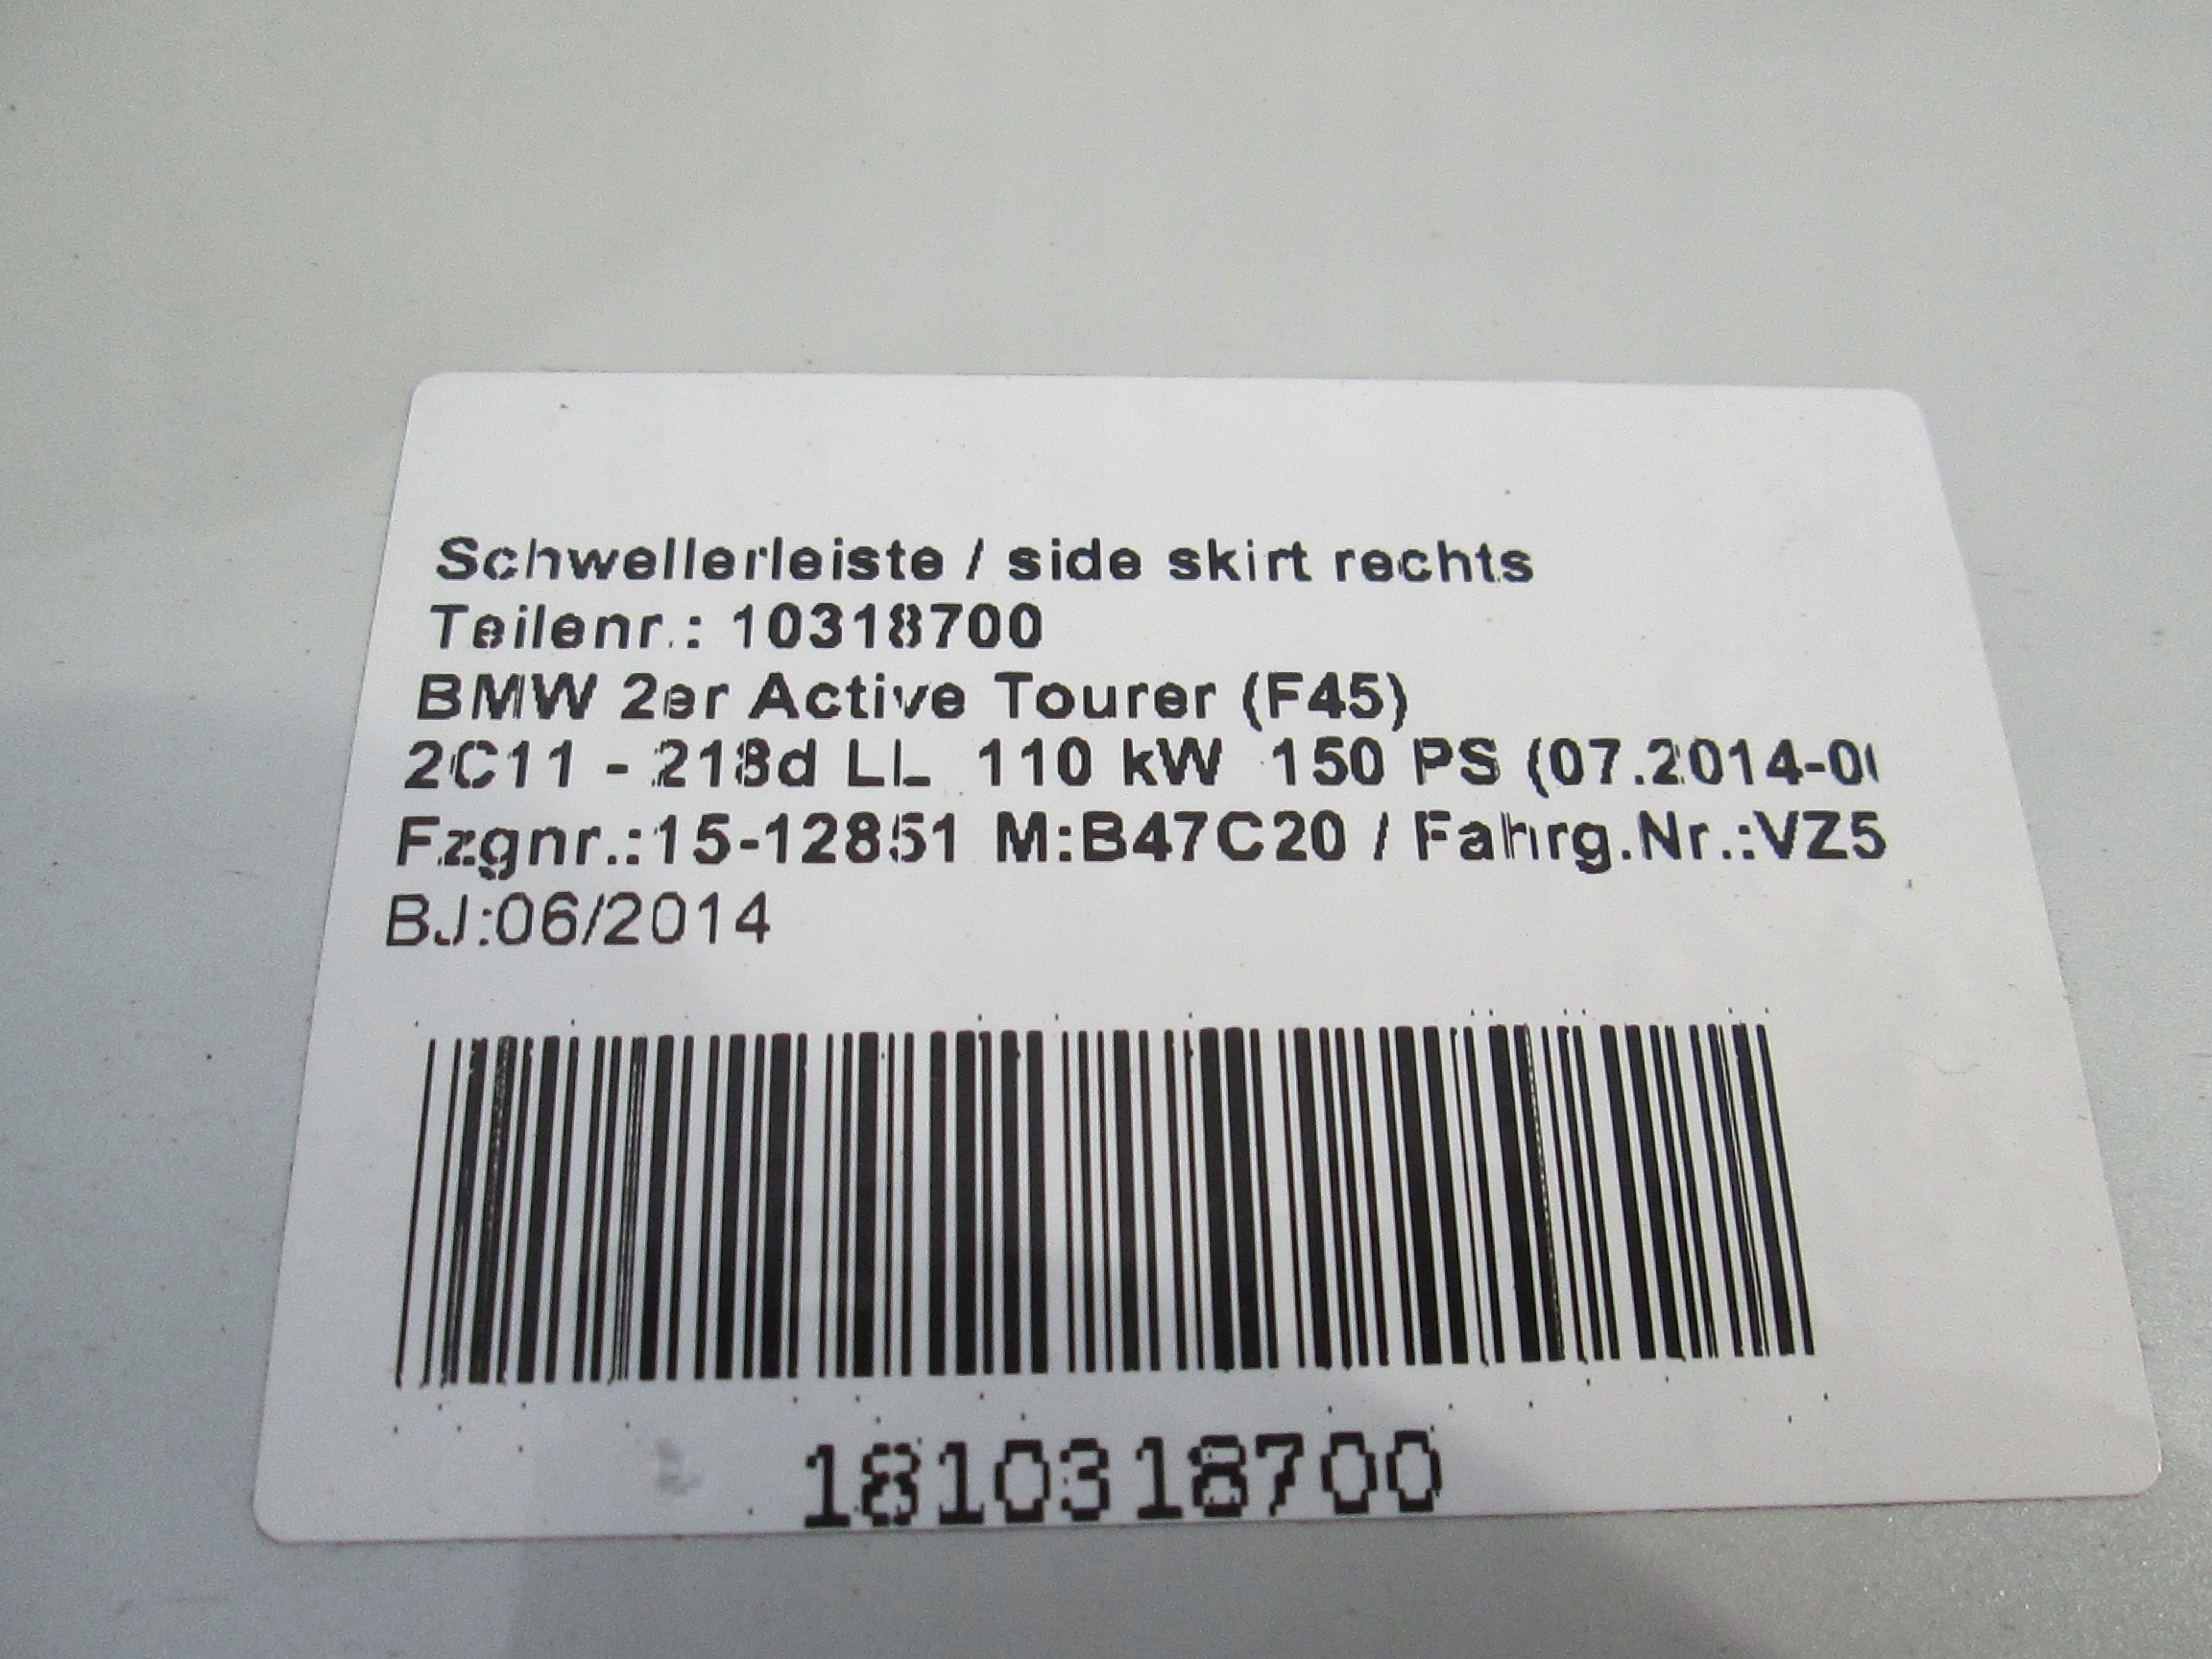 Schwellerleiste / side skirt rechts
Teilenr.: 10318700
BMW 2er Active Tourer (F45)
2C11 - 218d LL 110 kW 150 PS (07.2014-0
Fzgnr.:15-12851 M:B47C20 / Fahrg.Nr.:VZ5
BJ:06/2014
1810318700